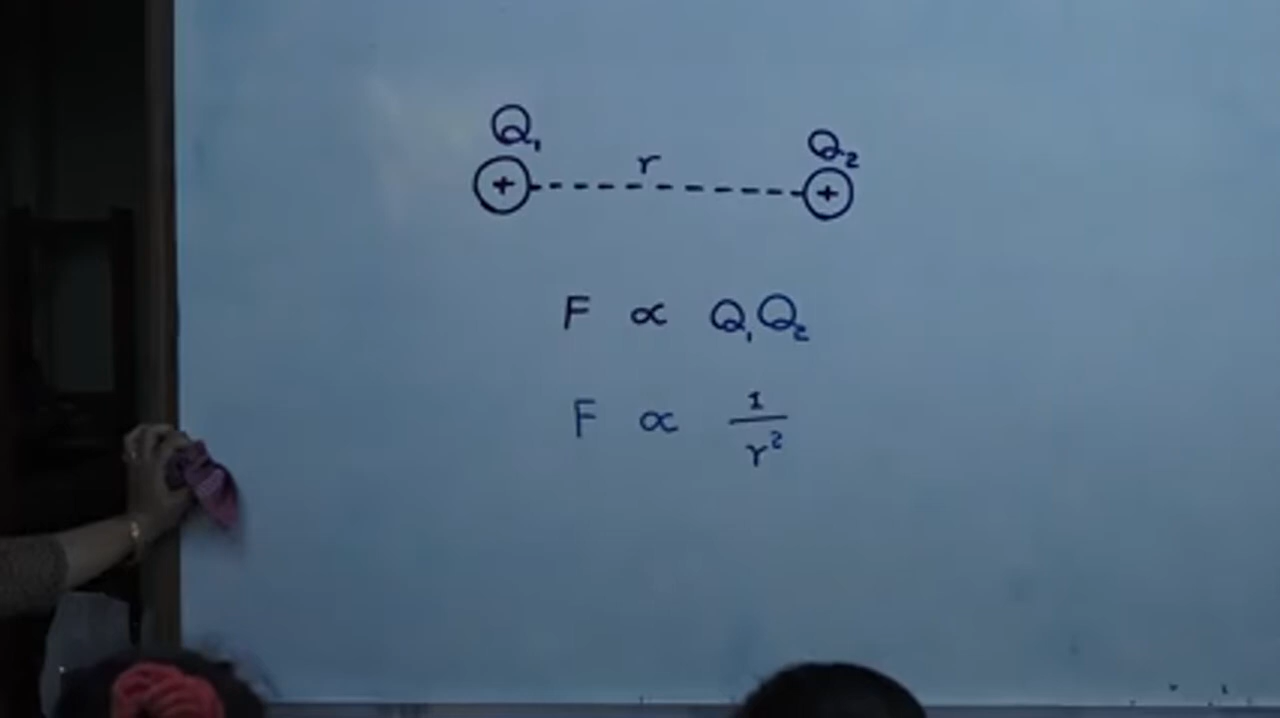 Q₁ Q₂
r
+ +
F ∝ Q₁Q₂
F ∝ 1/r²